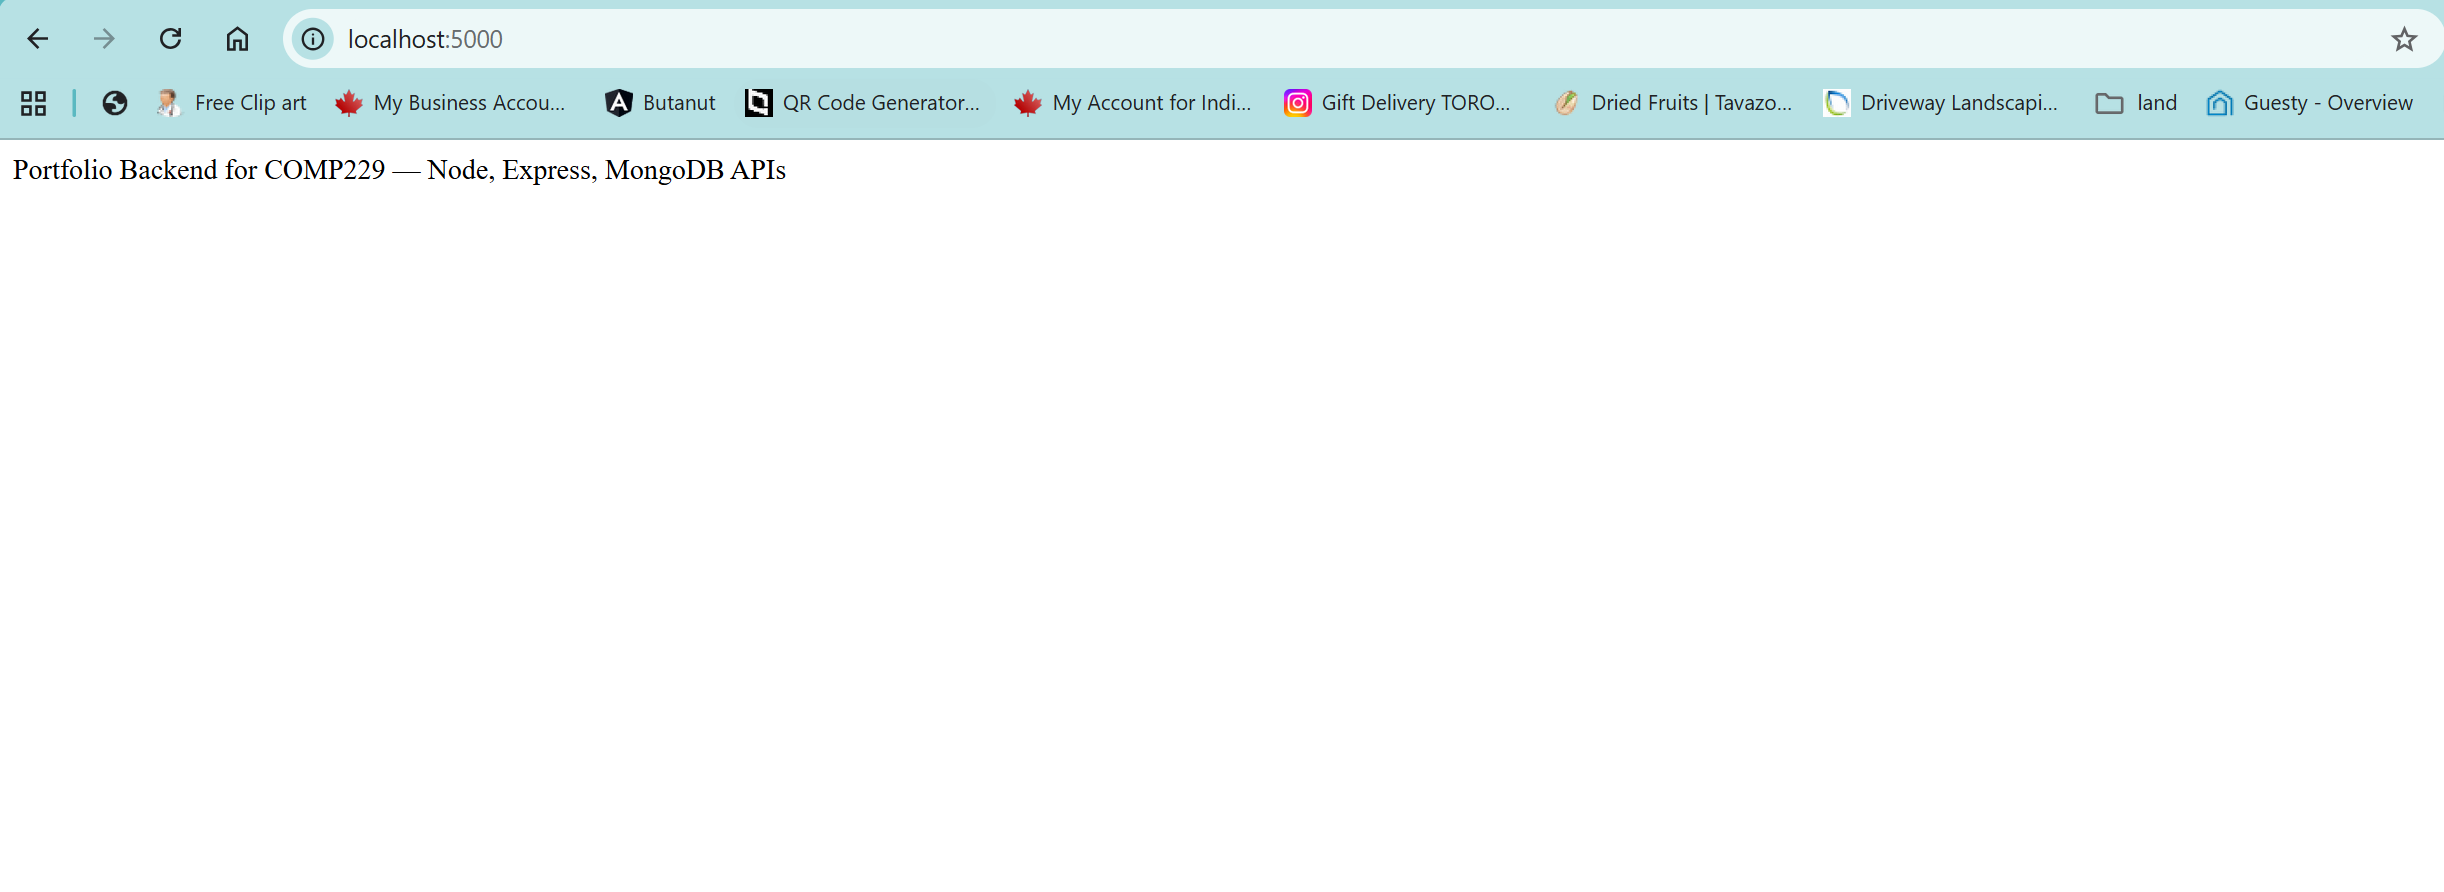 localhost:5000
Free Clip art My Business Accou... Butanut QR Code Generator... My Account for Indi... Gift Delivery TORO... Dried Fruits | Tavazo... Driveway Landscapi... land Guesty - Overview
Portfolio Backend for COMP229 — Node, Express, MongoDB APIs